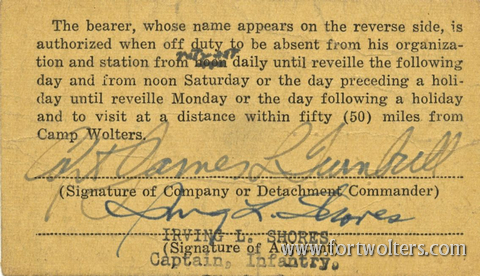 The bearer, whose name appears on the reverse side, is
authorized when off duty to be absent from his organiza-
retreat
tion and station from noon daily until reveille the following
day and from noon Saturday or the day preceding a holi-
day until reveille Monday or the day following a holiday
and to visit at a distance within fifty (50) miles from
Camp Wolters.
James L. Turnbull
(Signature of Company or Detachment Commander)
Irving L. Shores
IRVING L. SHORES
(Signature of
Captain, Infantry,
www.fortwolters.com